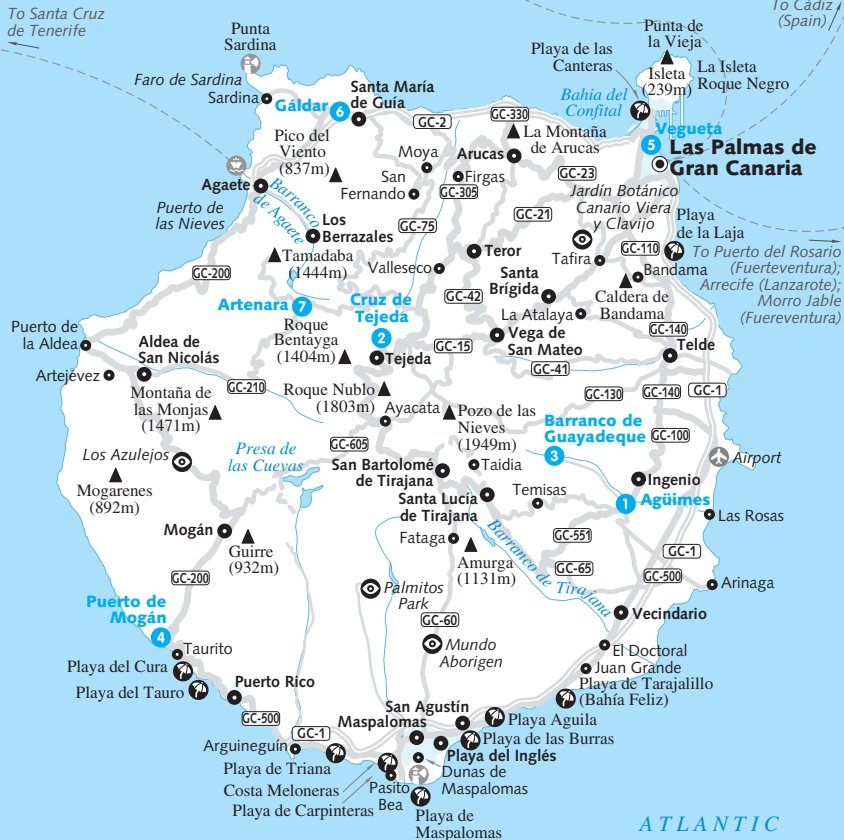 To Santa Cruz
de Tenerife
To Cádiz
(Spain)
Punta
Sardina
Faro de Sardina
Sardina
Gáldar
6
Santa María
de Guía
GC-2
GC-330
Playa de las
Canteras
Punta de
la Vieja
Isleta
(239m)
La Isleta
Roque Negro
Bahia del
Confital
Vegueta
5
Las Palmas de
Gran Canaria
La Montaña
de Arucas
Arucas
Pico del
Viento
(837m)
Moya
San
Fernando
Firgas
GC-305
GC-23
GC-21
Jardín Botánico
Canario Viera
y Clavijo
Agaete
Barranco
de Agaete
Puerto de
las Nieves
Los
Berrazales
GC-75
Playa
de la Laja
GC-110
Tafira
Bandama
To Puerto del Rosario
(Fuerteventura);
Arrecife (Lanzarote);
Morro Jable
(Fuereventura)
Teror
Valleseco
Tamadaba
(1444m)
GC-200
Santa
Brígida
GC-42
Caldera de
Bandama
La Atalaya
Artenara
7
Cruz de
Tejeda
2
Roque
Bentayga
(1404m)
Tejeda
GC-15
Vega de
San Mateo
GC-140
Telde
GC-41
Puerto de
la Aldea
Aldea de
San Nicolás
Artejévez
GC-210
Montaña de
las Monjas
(1471m)
Roque Nublo
(1803m)
Ayacata
Pozo de las
Nieves
(1949m)
GC-130
GC-140
GC-1
Barranco de
Guayadeque
3
GC-100
Airport
GC-605
Presa de
las Cuevas
Los Azulejos
Mogarenes
(892m)
San Bartolomé
de Tirajana
Taidia
Santa Lucía
de Tirajana
Temisas
Ingenio
1
Agüimes
Las Rosas
Mogán
Guirre
(932m)
Fataga
Amurga
(1131m)
Barranco de Tirajana
GC-551
GC-65
GC-1
GC-500
Arinaga
GC-200
Palmitos
Park
GC-60
Vecindario
Puerto de
Mogán
4
Taurito
Mundo
Aborigen
El Doctoral
Juan Grande
Playa del Cura
Playa del Tauro
Puerto Rico
Playa de Tarajalillo
(Bahía Feliz)
GC-500
San Agustín
Maspalomas
Playa Aguila
Playa de las Burras
GC-1
Arguineguín
Playa del Inglés
Playa de Triana
Costa Meloneras
Playa de Carpinteras
Pasito
Bea
Dunas de
Maspalomas
Playa de
Maspalomas
ATLANTIC